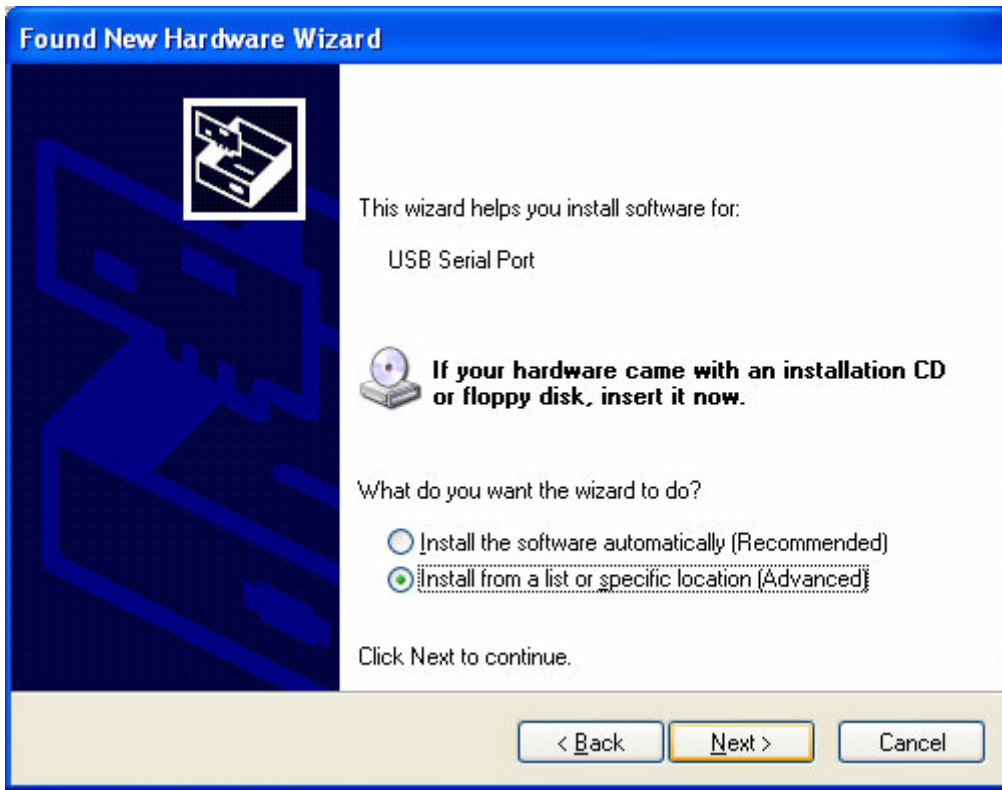 Found New Hardware Wizard
This wizard helps you install software for:
USB Serial Port
If your hardware came with an installation CD
or floppy disk, insert it now.
What do you want the wizard to do?
Install the software automatically (Recommended)
Install from a list or specific location (Advanced)
Click Next to continue.
< Back
Next >
Cancel